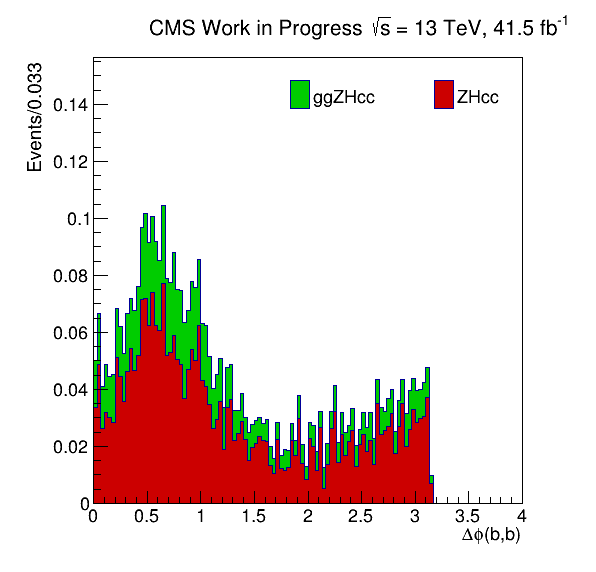 CMS Work in Progress √s = 13 TeV, 41.5 fb⁻¹
Events/0.033
ggZHcc ZHcc
0.14
0.12
0.1
0.08
0.06
0.04
0.02
0
0 0.5 1 1.5 2 2.5 3 3.5 4
Δϕ(b,b)